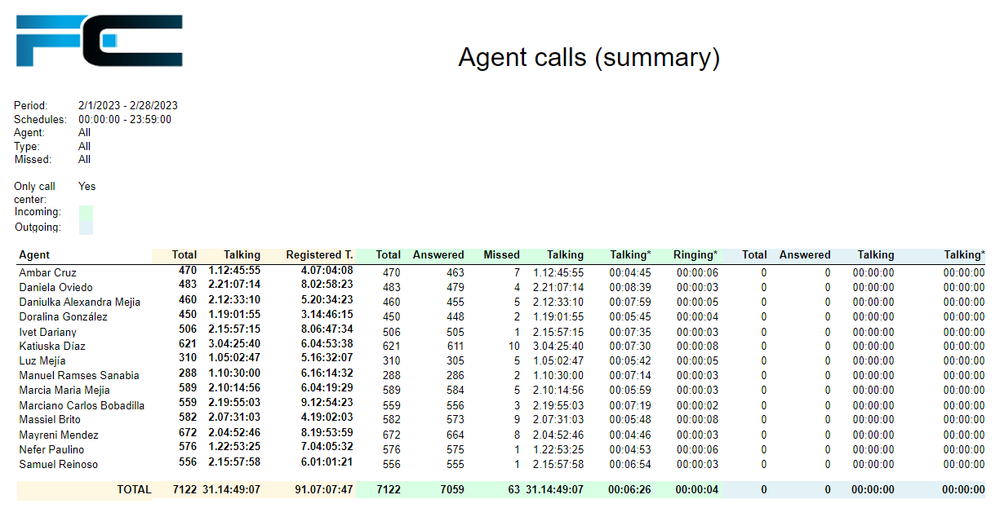 FC
Agent calls (summary)
Period: 2/1/2023 - 2/28/2023
Schedules: 00:00:00 - 23:59:00
Agent: All
Type: All
Missed: All
Only call center: Yes
Incoming:
Outgoing:
Agent Total Talking Registered T. Total Answered Missed Talking Talking* Ringing* Total Answered Talking Talking*
Ambar Cruz 470 1.12:45:55 4.07:04:08 470 463 7 1.12:45:55 00:04:45 00:00:06 0 0 00:00:00 00:00:00
Daniela Oviedo 483 2.21:07:14 8.02:58:23 483 479 4 2.21:07:14 00:08:39 00:00:03 0 0 00:00:00 00:00:00
Daniulka Alexandra Mejia 460 2.12:33:10 5.20:34:23 460 455 5 2.12:33:10 00:07:59 00:00:05 0 0 00:00:00 00:00:00
Doralina González 450 1.19:01:55 3.14:46:15 450 448 2 1.19:01:55 00:05:45 00:00:04 0 0 00:00:00 00:00:00
Ivet Dariany 506 2.15:57:15 8.06:47:34 506 505 1 2.15:57:15 00:07:35 00:00:03 0 0 00:00:00 00:00:00
Katiuska Díaz 621 3.04:25:40 6.04:53:38 621 611 10 3.04:25:40 00:07:30 00:00:08 0 0 00:00:00 00:00:00
Luz Mejía 310 1.05:02:47 5.16:32:07 310 305 5 1.05:02:47 00:05:42 00:00:05 0 0 00:00:00 00:00:00
Manuel Ramses Sanabia 288 1.10:30:00 6.16:14:32 288 286 2 1.10:30:00 00:07:14 00:00:03 0 0 00:00:00 00:00:00
Marcia Maria Mejia 589 2.10:14:56 6.04:19:29 589 584 5 2.10:14:56 00:05:59 00:00:03 0 0 00:00:00 00:00:00
Marciano Carlos Bobadilla 559 2.19:55:03 9.12:54:23 559 556 3 2.19:55:03 00:07:19 00:00:02 0 0 00:00:00 00:00:00
Massiel Brito 582 2.07:31:03 4.19:02:03 582 573 9 2.07:31:03 00:05:48 00:00:08 0 0 00:00:00 00:00:00
Mayreni Mendez 672 2.04:52:46 8.19:53:59 672 664 8 2.04:52:46 00:04:46 00:00:03 0 0 00:00:00 00:00:00
Nefer Paulino 576 1.22:53:25 7.04:05:32 576 575 1 1.22:53:25 00:04:53 00:00:06 0 0 00:00:00 00:00:00
Samuel Reinoso 556 2.15:57:58 6.01:01:21 556 555 1 2.15:57:58 00:06:54 00:00:03 0 0 00:00:00 00:00:00
TOTAL 7122 31.14:49:07 91.07:07:47 7122 7059 63 31.14:49:07 00:06:26 00:00:04 0 0 00:00:00 00:00:00